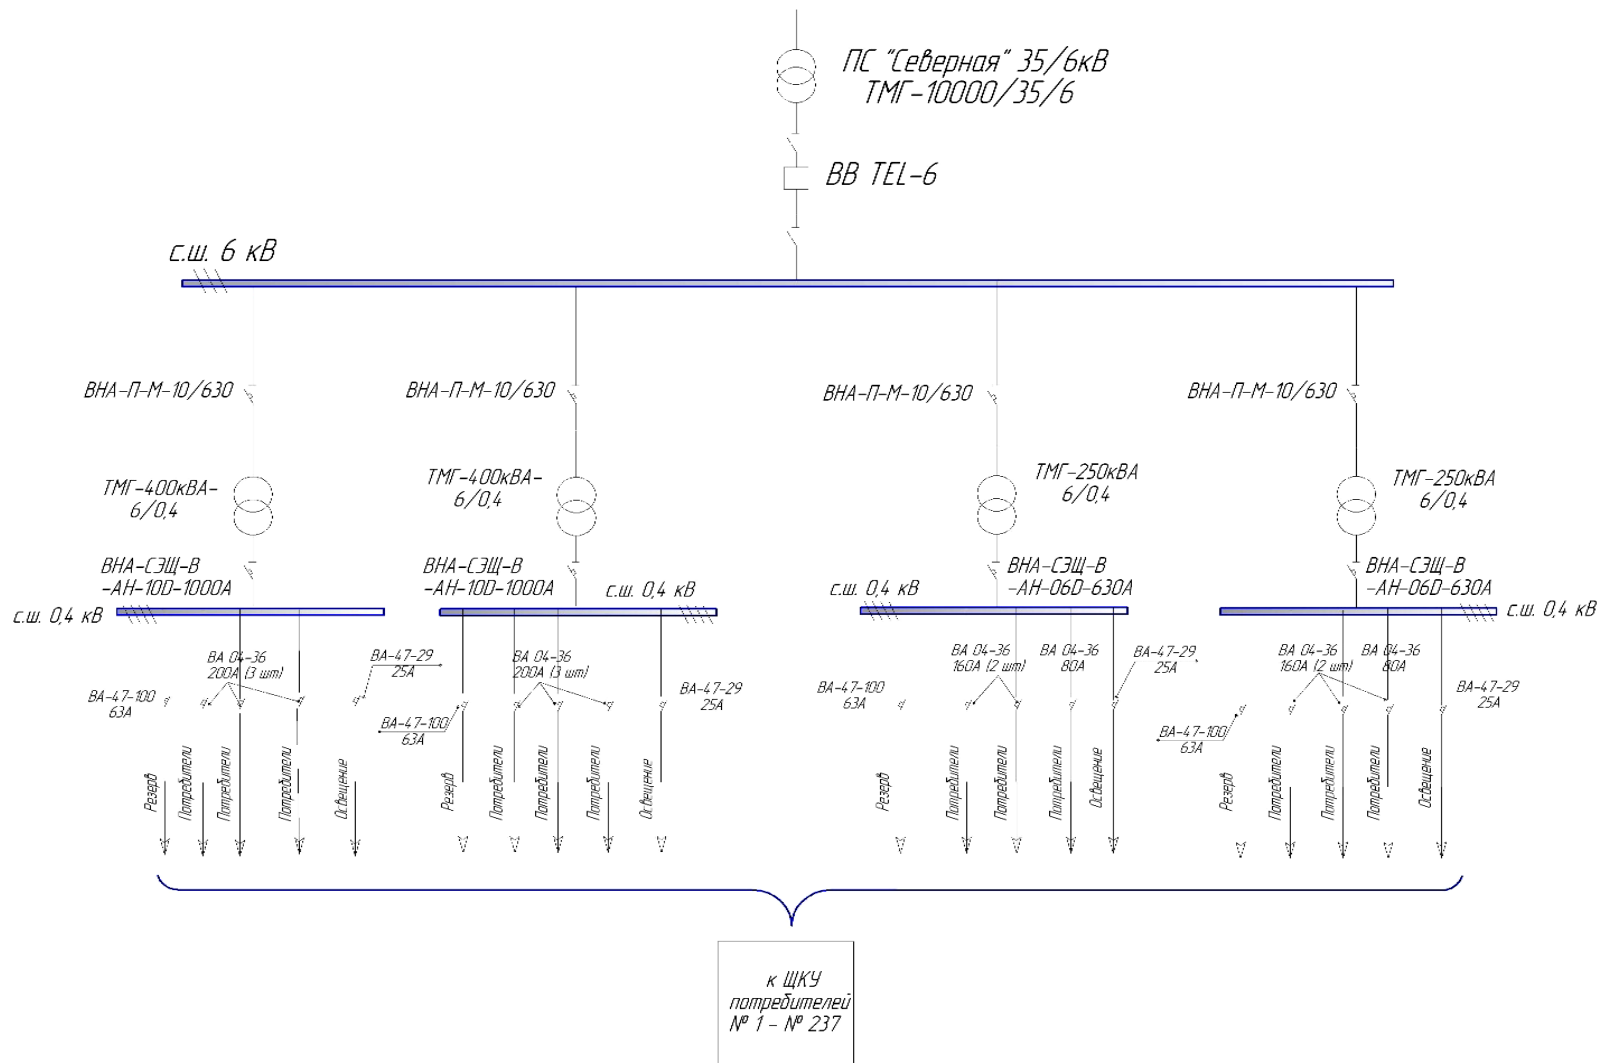 ПС "Северная" 35/6кВ
ТМГ-10000/35/6
ВВ TEL-6
с.ш. 6 кВ
ВНА-П-М-10/630
ВНА-П-М-10/630
ВНА-П-М-10/630
ВНА-П-М-10/630
ТМГ-400кВА-
6/0,4
ТМГ-400кВА-
6/0,4
ТМГ-250кВА
6/0,4
ТМГ-250кВА
6/0,4
ВНА-СЭЩ-В
-АН-10D-1000А
ВНА-СЭЩ-В
-АН-10D-1000А
ВНА-СЭЩ-В
-АН-06D-630А
ВНА-СЭЩ-В
-АН-06D-630А
с.ш. 0,4 кВ
с.ш. 0,4 кВ
с.ш. 0,4 кВ
с.ш. 0,4 кВ
ВА-47-100
63А
ВА 04-36
200А (3 шт)
ВА-47-29
25А
ВА-47-100
63А
ВА 04-36
200А (3 шт)
ВА-47-29
25А
ВА-47-100
63А
ВА 04-36
160А (2 шт)
ВА 04-36
80А
ВА-47-29
25А
ВА-47-100
63А
ВА 04-36
160А (2 шт)
ВА 04-36
80А
ВА-47-29
25А
Резерв
Потребители
Потребители
Потребители
Освещение
Резерв
Потребители
Потребители
Потребители
Освещение
Резерв
Потребители
Потребители
Потребители
Освещение
Резерв
Потребители
Потребители
Потребители
Освещение
к ЩКУ
потребителей
№ 1 - № 237